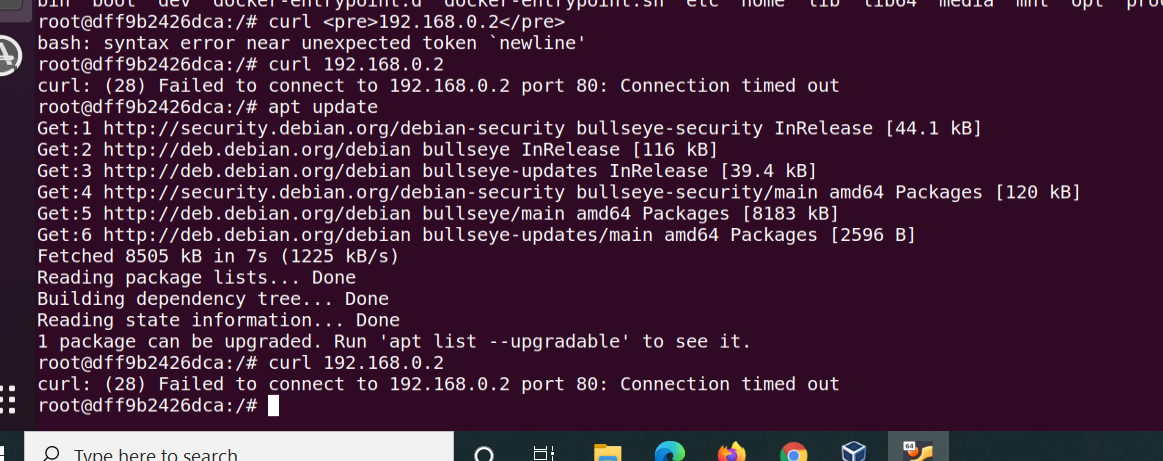 bin boot dev docker-entrypoint.d docker-entrypoint.sh etc home lib lib64 media mnt opt
root@dff9b2426dca:/# curl <pre>192.168.0.2</pre>
bash: syntax error near unexpected token `newline'
root@dff9b2426dca:/# curl 192.168.0.2
curl: (28) Failed to connect to 192.168.0.2 port 80: Connection timed out
root@dff9b2426dca:/# apt update
Get:1 http://security.debian.org/debian-security bullseye-security InRelease [44.1 kB]
Get:2 http://deb.debian.org/debian bullseye InRelease [116 kB]
Get:3 http://deb.debian.org/debian bullseye-updates InRelease [39.4 kB]
Get:4 http://security.debian.org/debian-security bullseye-security/main amd64 Packages [120 kB]
Get:5 http://deb.debian.org/debian bullseye/main amd64 Packages [8183 kB]
Get:6 http://deb.debian.org/debian bullseye-updates/main amd64 Packages [2596 B]
Fetched 8505 kB in 7s (1225 kB/s)
Reading package lists... Done
Building dependency tree... Done
Reading state information... Done
1 package can be upgraded. Run 'apt list --upgradable' to see it.
root@dff9b2426dca:/# curl 192.168.0.2
curl: (28) Failed to connect to 192.168.0.2 port 80: Connection timed out
root@dff9b2426dca:/#
Type here to search
64